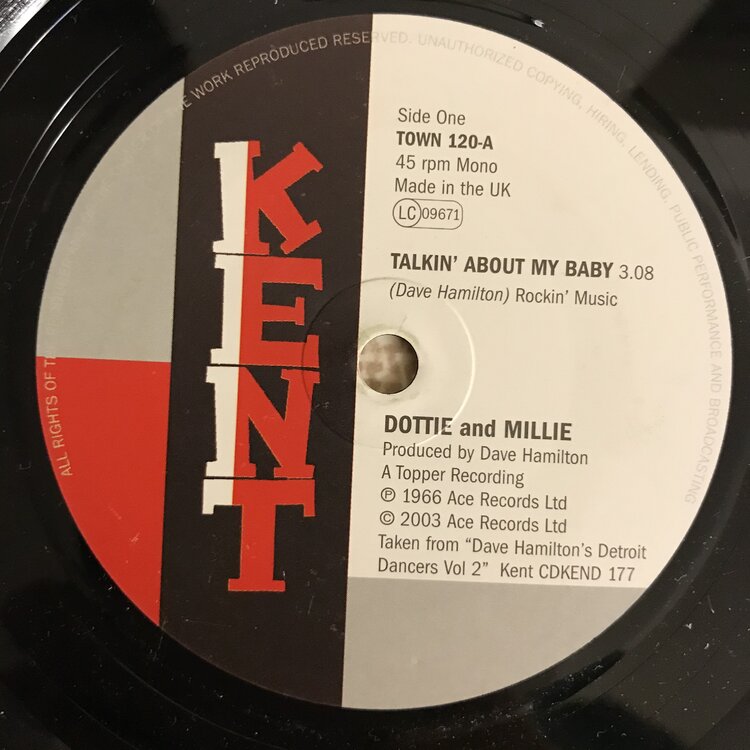 ALL RIGHTS OF T
E WORK REPRODUCED RESERVED. UNAUTHORIZED COPYING, HIRING, LENDING, PUBLIC PERFORMANCE AND BROADCASTING
KENT
Side One
TOWN 120-A
45 rpm Mono
Made in the UK
LC 09671
TALKIN' ABOUT MY BABY 3.08
(Dave Hamilton) Rockin' Music
DOTTIE and MILLIE
Produced by Dave Hamilton
A Topper Recording
℗ 1966 Ace Records Ltd
© 2003 Ace Records Ltd
Taken from “Dave Hamilton's Detroit
Dancers Vol 2” Kent CDKEND 177